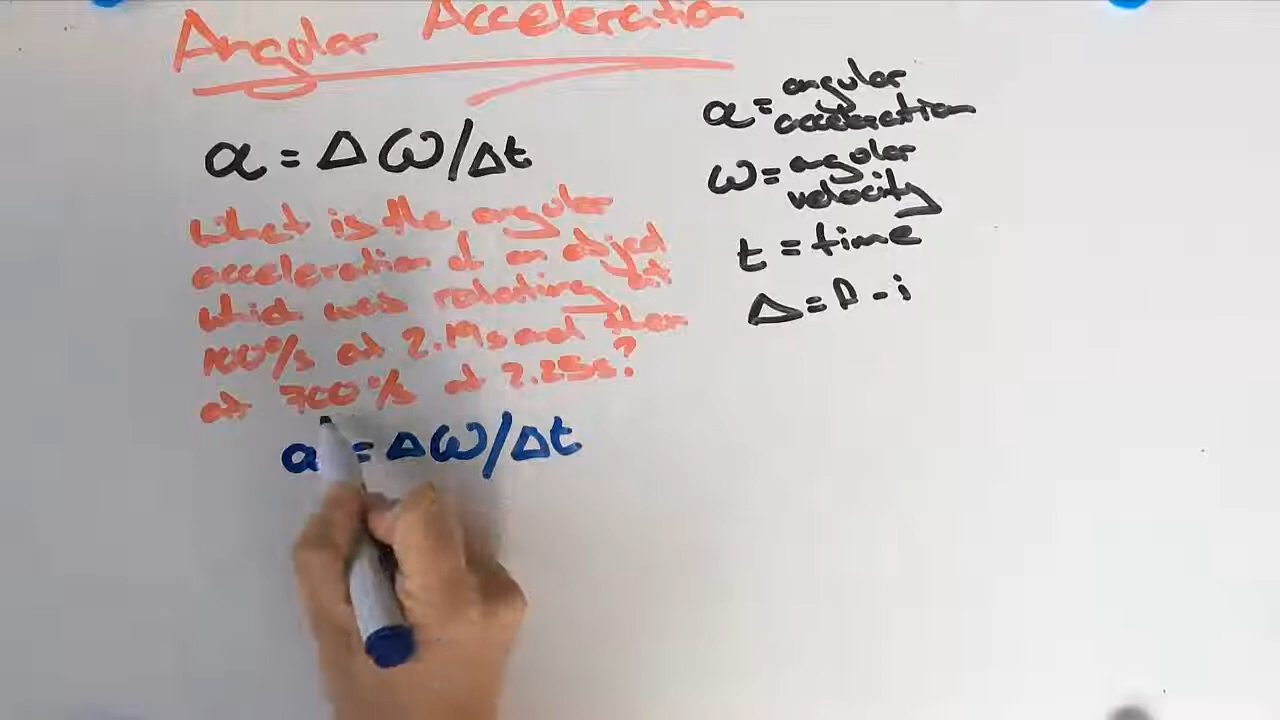 Angular Acceleration
α = Δω/Δt
What is the angular
acceleration of an object
which was rotating at
100°/s at 2.19s and then
at 700°/s at 2.25s?
α = Δω/Δt
α = angular
acceleration
ω = angular
velocity
t = time
Δ = f - i